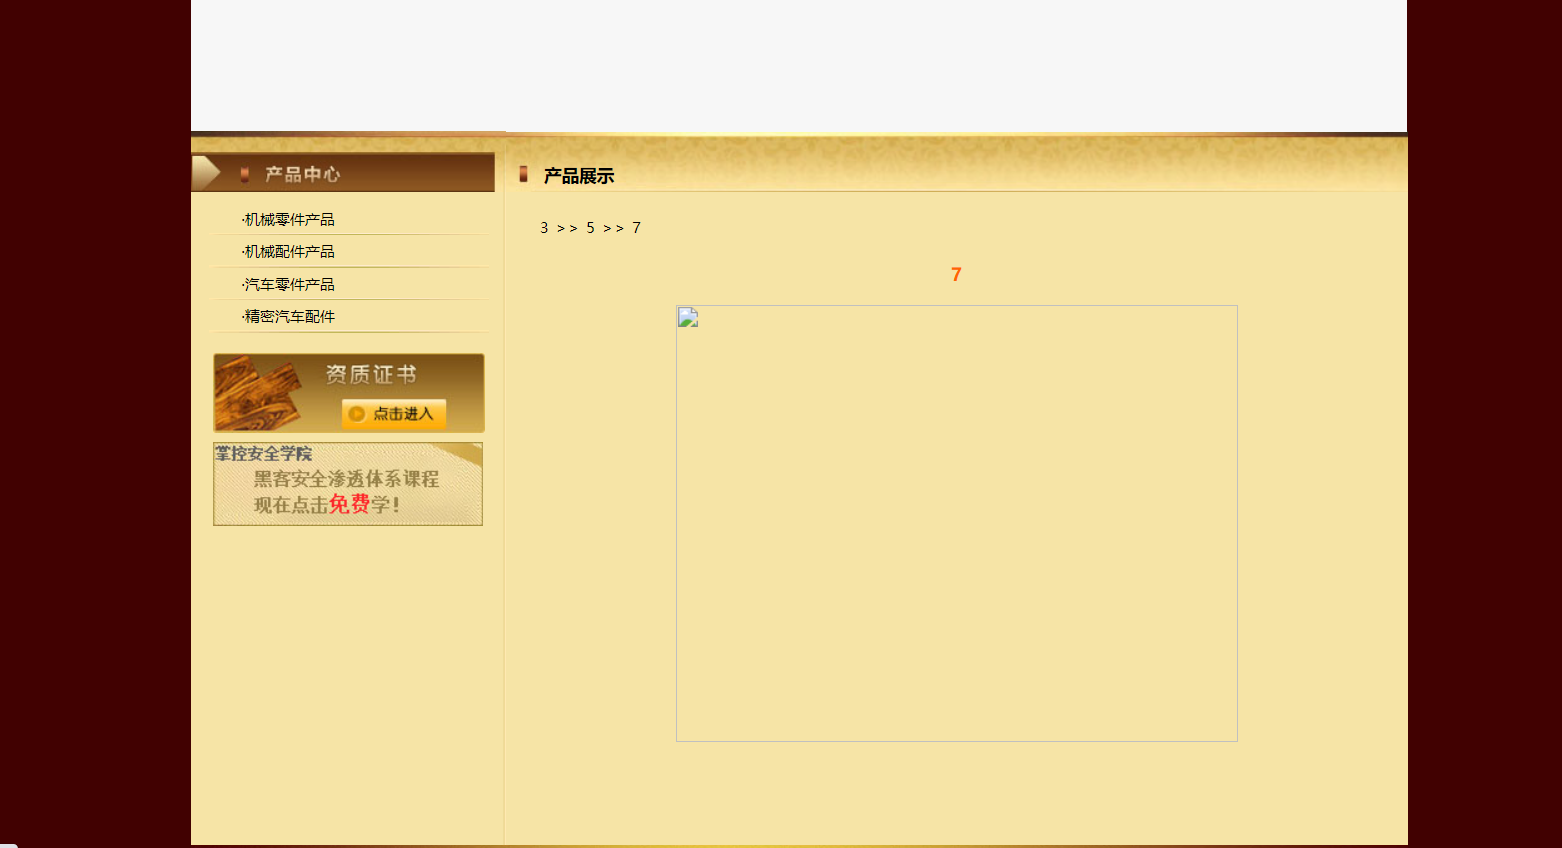 产品中心
·机械零件产品
·机械配件产品
·汽车零件产品
·精密汽车配件
资质证书
点击进入
掌控安全学院
黑客安全渗透体系课程
现在点击免费学!
产品展示
3 >> 5 >> 7
7